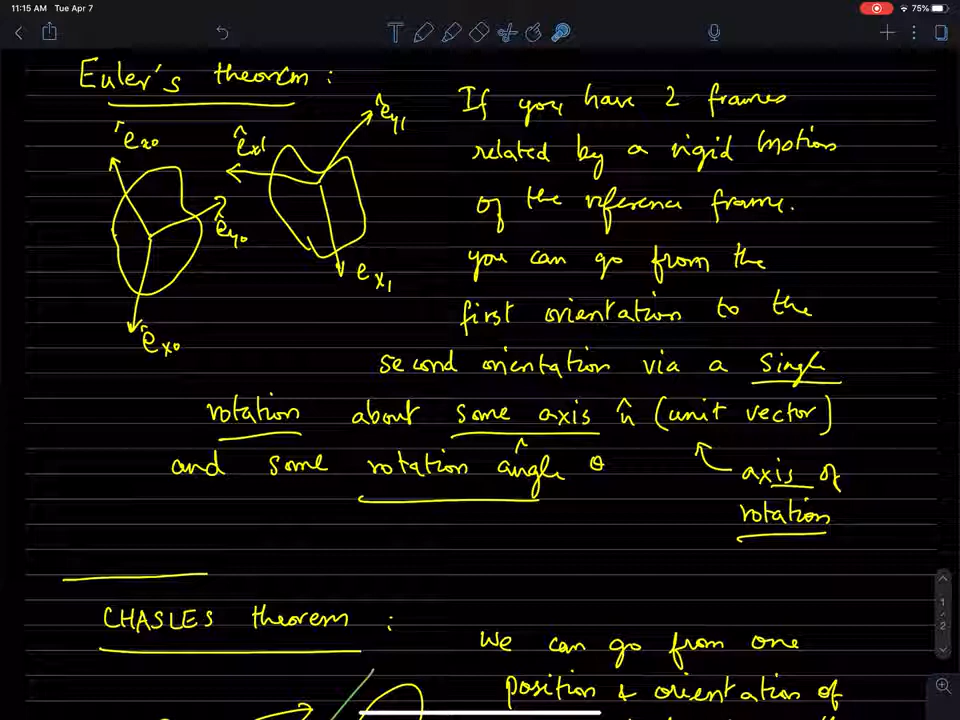 11:15 AM Tue Apr 7
75%
Euler's theorem :
If you have 2 frames
related by a rigid motion
of the reference frame.
you can go from the
first orientation to the
second orientation via a single
rotation about some axis n̂ (unit vector)
and some rotation angle θ
axis of
rotation
ê x0
ê y0
ê x0
ê x1
ê y1
e x1
CHASLES theorem :
We can go from one
position & orientation of
1
2